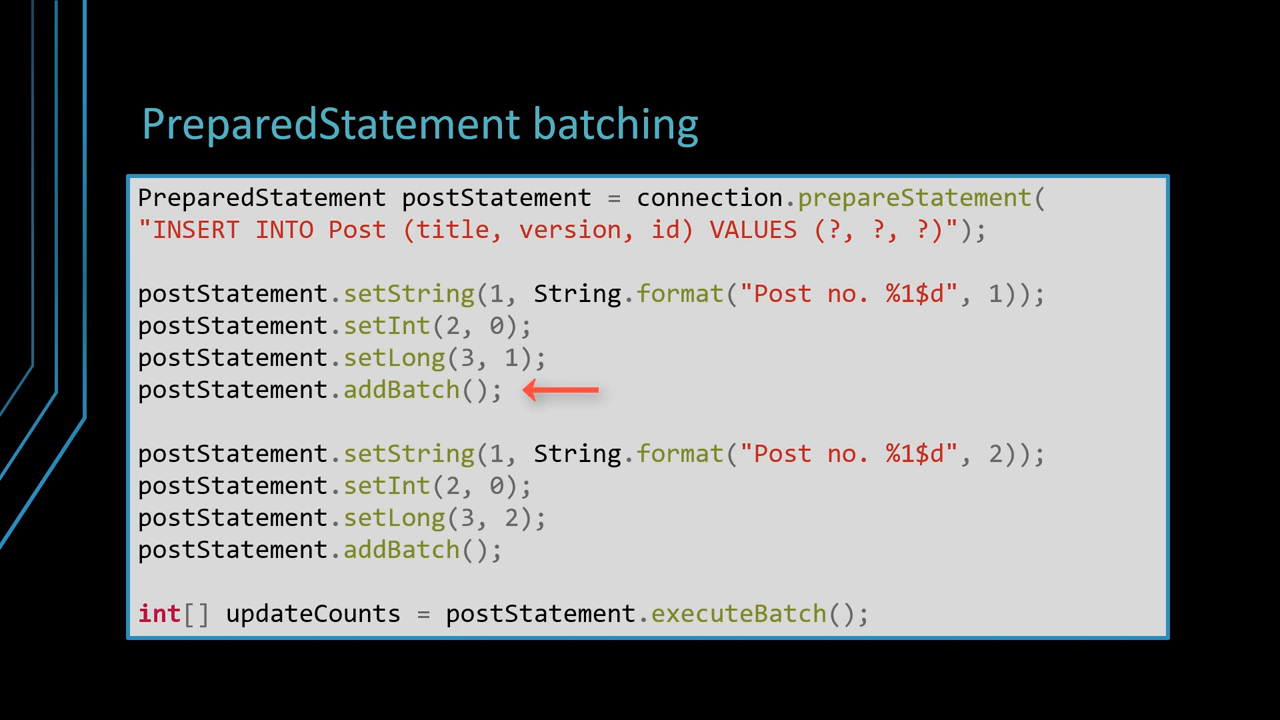 PreparedStatement batching
PreparedStatement postStatement = connection.prepareStatement(
"INSERT INTO Post (title, version, id) VALUES (?, ?, ?)");
postStatement.setString(1, String.format("Post no. %1$d", 1));
postStatement.setInt(2, 0);
postStatement.setLong(3, 1);
postStatement.addBatch();
postStatement.setString(1, String.format("Post no. %1$d", 2));
postStatement.setInt(2, 0);
postStatement.setLong(3, 2);
postStatement.addBatch();
int[] updateCounts = postStatement.executeBatch();